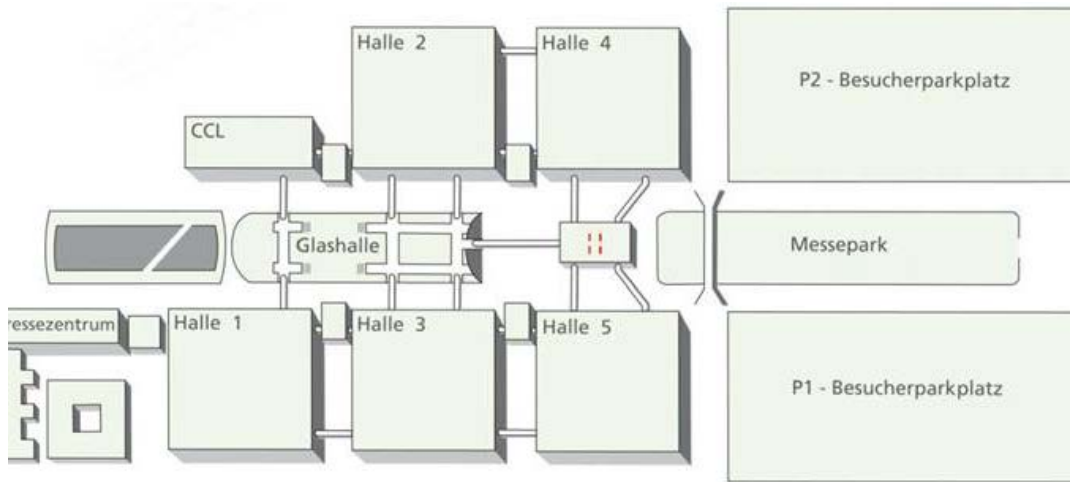 Halle 2
Halle 4
P2 - Besucherparkplatz
CCL
Glashalle
Messepark
ressezentrum
Halle 1
Halle 3
Halle 5
P1 - Besucherparkplatz